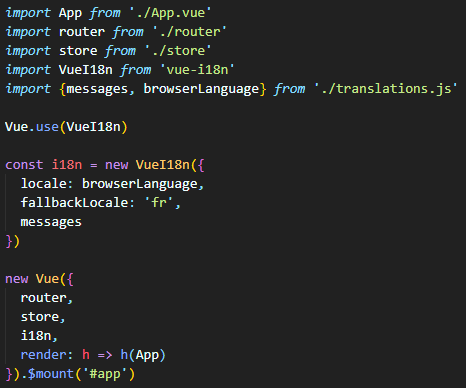 import App from './App.vue'
import router from './router'
import store from './store'
import VueI18n from 'vue-i18n'
import {messages, browserLanguage} from './translations.js'
Vue.use(VueI18n)
const i18n = new VueI18n({
  locale: browserLanguage,
  fallbackLocale: 'fr',
  messages
})
new Vue({
  router,
  store,
  i18n,
  render: h => h(App)
}).$mount('#app')